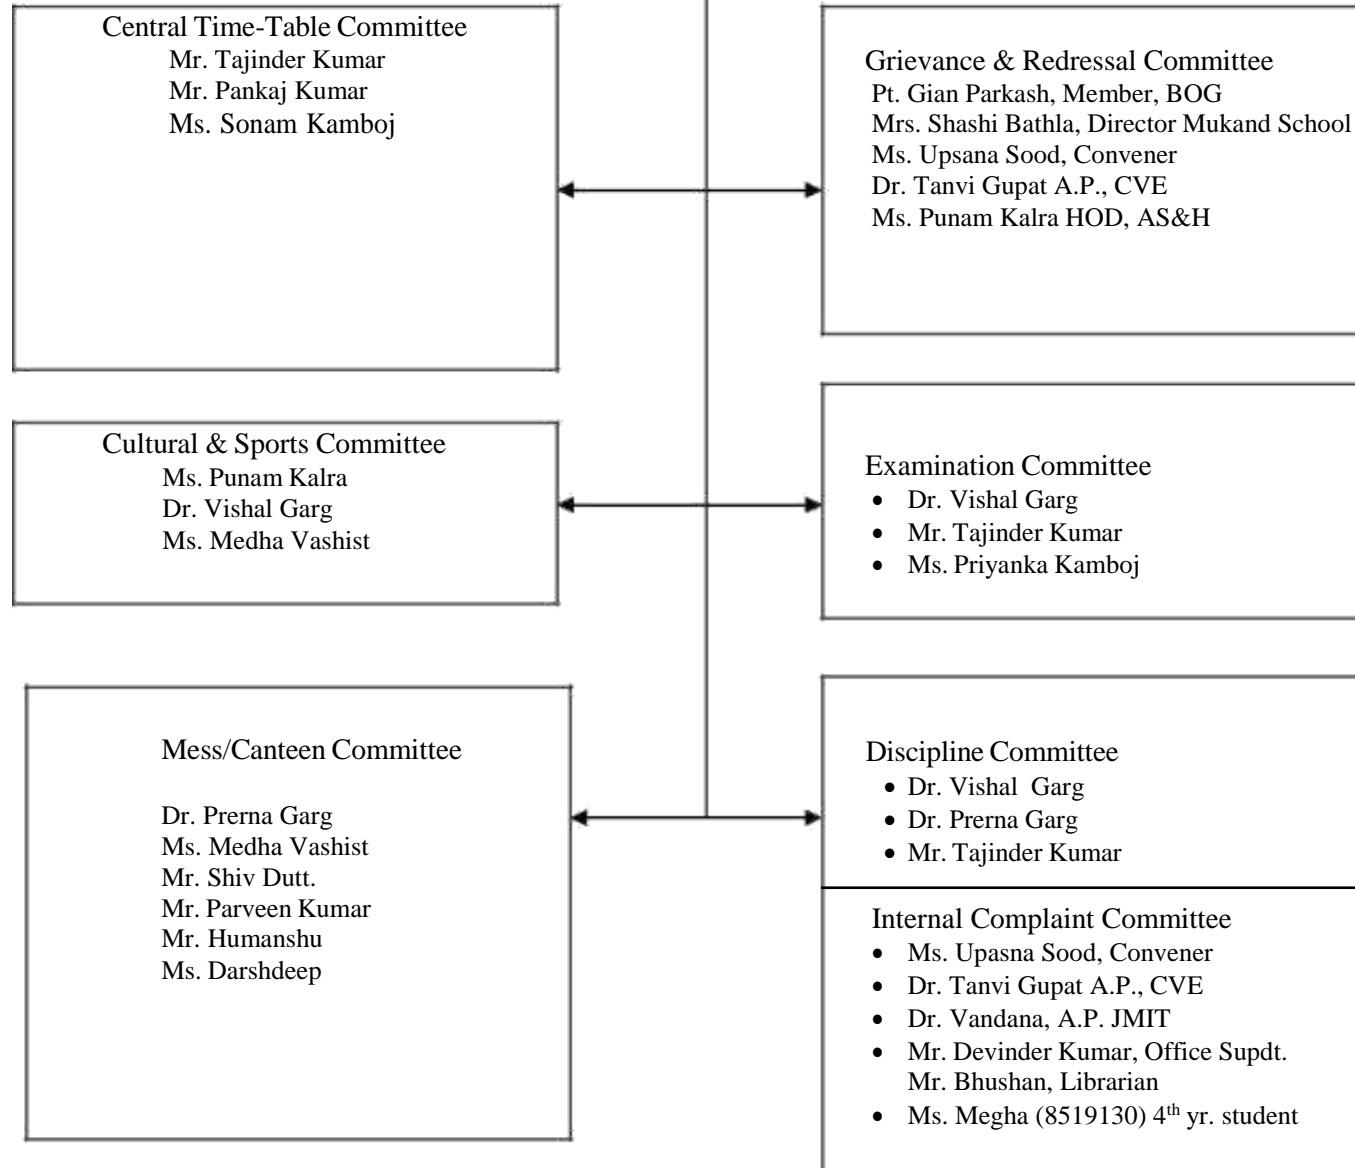 Central Time-Table Committee
Mr. Tajinder Kumar
Mr. Pankaj Kumar
Ms. Sonam Kamboj
Grievance & Redressal Committee
Pt. Gian Parkash, Member, BOG
Mrs. Shashi Bathla, Director Mukand School
Ms. Upsana Sood, Convener
Dr. Tanvi Gupat A.P., CVE
Ms. Punam Kalra HOD, AS&H
Cultural & Sports Committee
Ms. Punam Kalra
Dr. Vishal Garg
Ms. Medha Vashist
Examination Committee
• Dr. Vishal Garg
• Mr. Tajinder Kumar
• Ms. Priyanka Kamboj
Mess/Canteen Committee
Dr. Prerna Garg
Ms. Medha Vashist
Mr. Shiv Dutt.
Mr. Parveen Kumar
Mr. Humanshu
Ms. Darshdeep
Discipline Committee
• Dr. Vishal Garg
• Dr. Prerna Garg
• Mr. Tajinder Kumar
Internal Complaint Committee
• Ms. Upasna Sood, Convener
• Dr. Tanvi Gupat A.P., CVE
• Dr. Vandana, A.P. JMIT
• Mr. Devinder Kumar, Office Supdt.
Mr. Bhushan, Librarian
• Ms. Megha (8519130) 4th yr. student